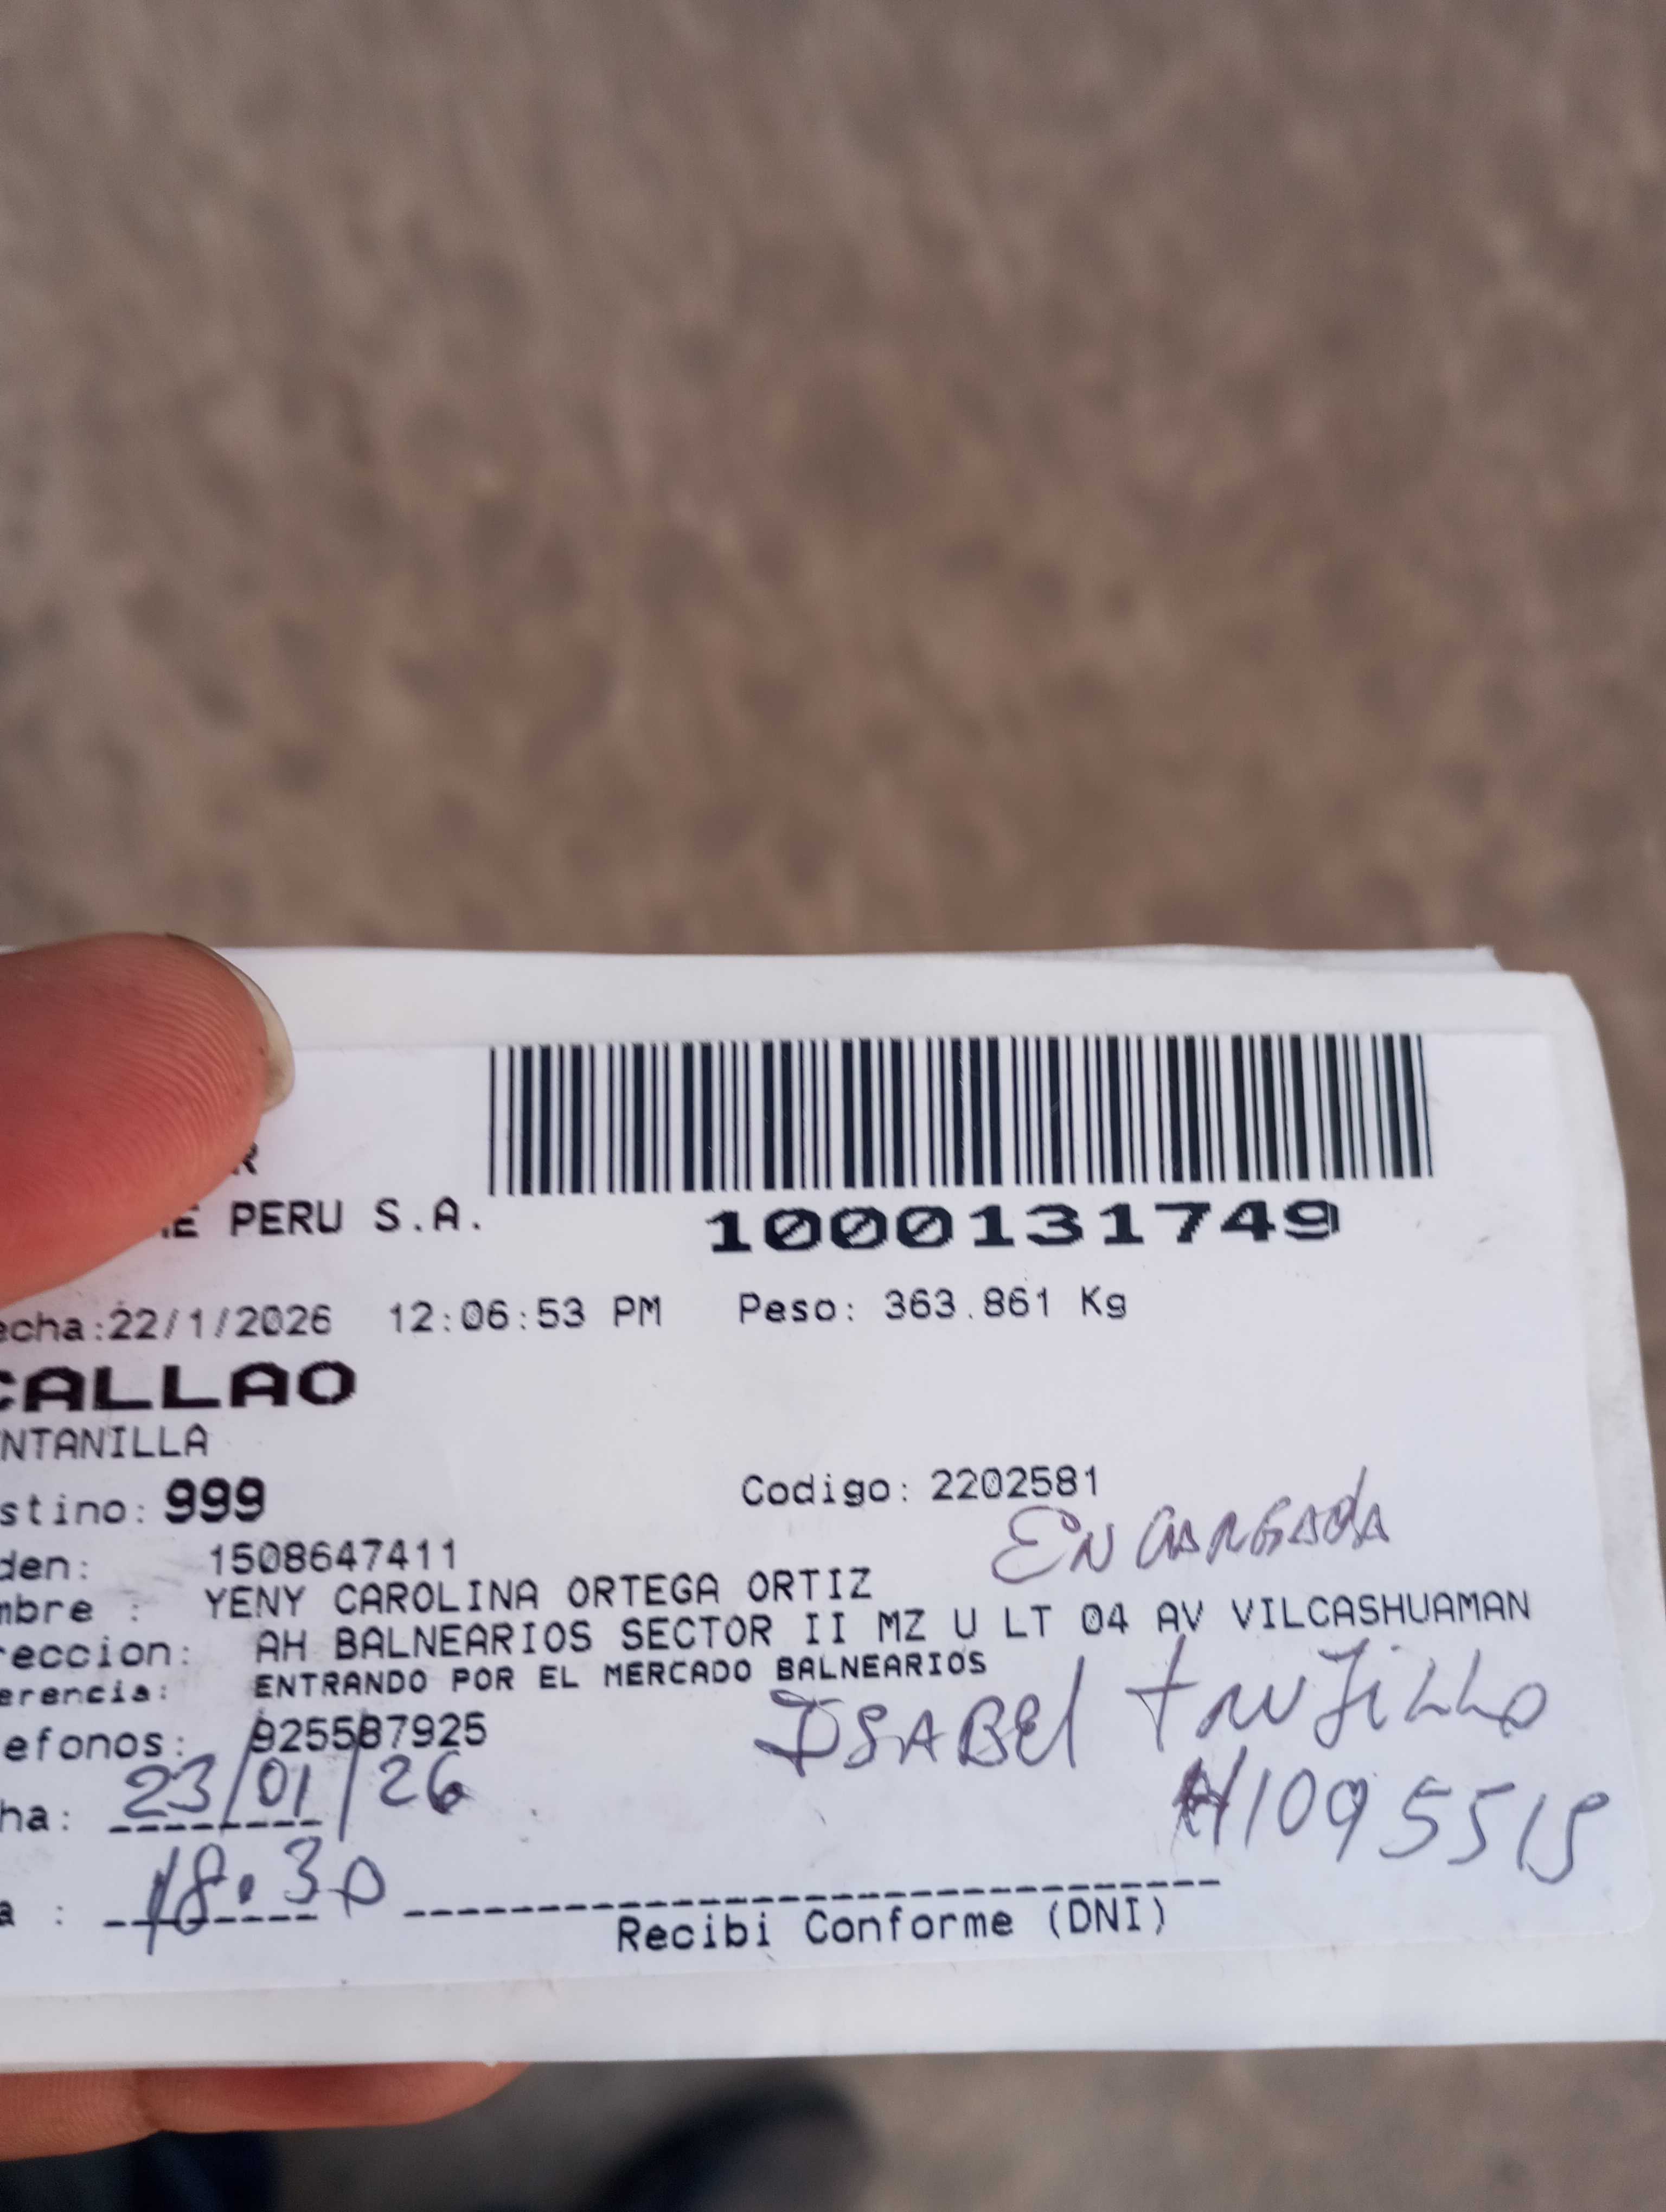 R
E PERU S.A.
1000131749
echa:22/1/2026 12:06:53 PM Peso: 363.861 Kg
CALLAO
NTANILLA
stino: 999 Codigo: 2202581
ENCARGADA
den: 1508647411
mbre : YENY CAROLINA ORTEGA ORTIZ
reccion: AH BALNEARIOS SECTOR II MZ U LT 04 AV VILCASHUAMAN
erencia: ENTRANDO POR EL MERCADO BALNEARIOS
efonos: 925587925
ISABEl truJiLLo
ha: 23/01/26
41095515
a : 18.30
Recibi Conforme (DNI)